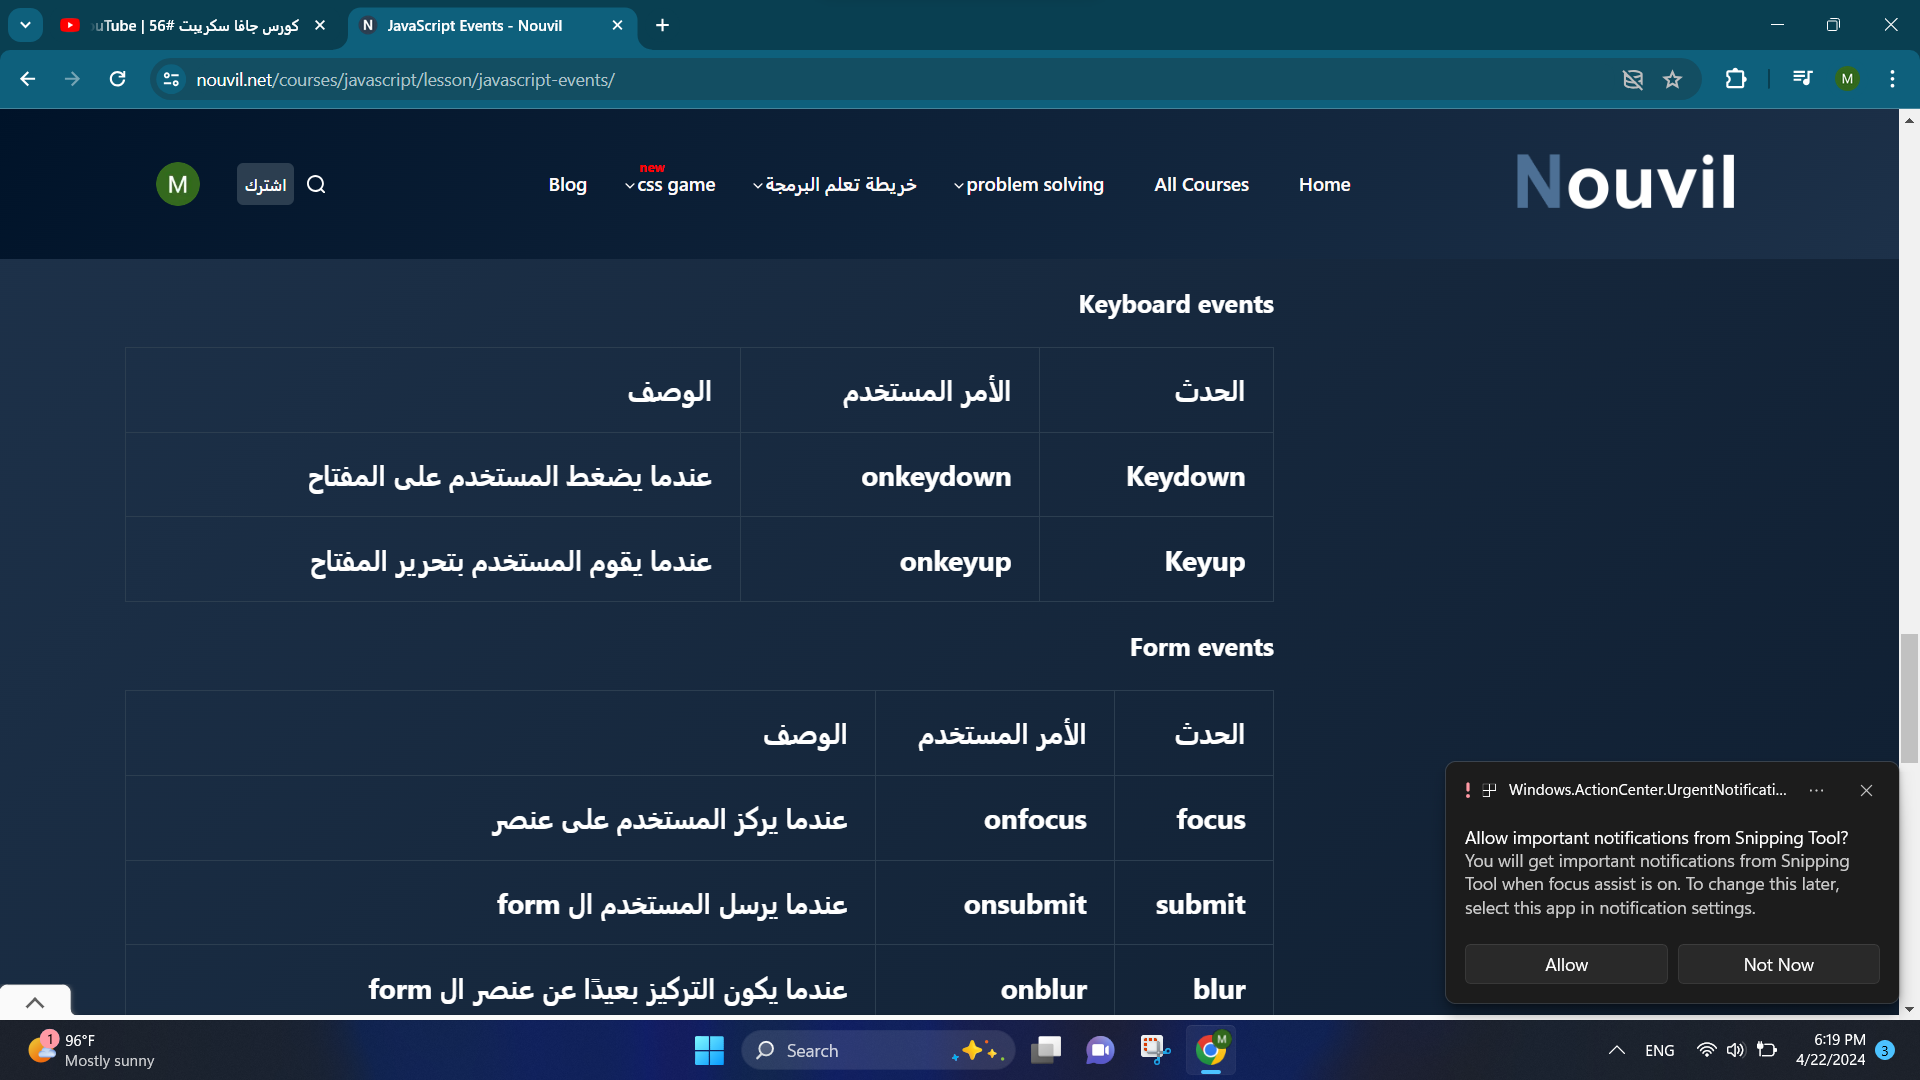 كورس جافا سكريبت #56 | YouTube
JavaScript Events - Nouvil
nouvil.net/courses/javascript/lesson/javascript-events/
M
M
اشترك
Blog
new
css game
خريطة تعلم البرمجة
problem solving
All Courses
Home
Nouvil
Keyboard events
الحدث الأمر المستخدم الوصف
Keydown onkeydown عندما يضغط المستخدم على المفتاح
Keyup onkeyup عندما يقوم المستخدم بتحرير المفتاح
Form events
الحدث الأمر المستخدم الوصف
focus onfocus عندما يركز المستخدم على عنصر
submit onsubmit عندما يرسل المستخدم ال form
blur onblur عندما يكون التركيز بعيدًا عن عنصر ال form
Windows.ActionCenter.UrgentNotificati...
Allow important notifications from Snipping Tool?
You will get important notifications from Snipping
Tool when focus assist is on. To change this later,
select this app in notification settings.
Allow
Not Now
1
96°F
Mostly sunny
Search
M
ENG
6:19 PM
4/22/2024
3